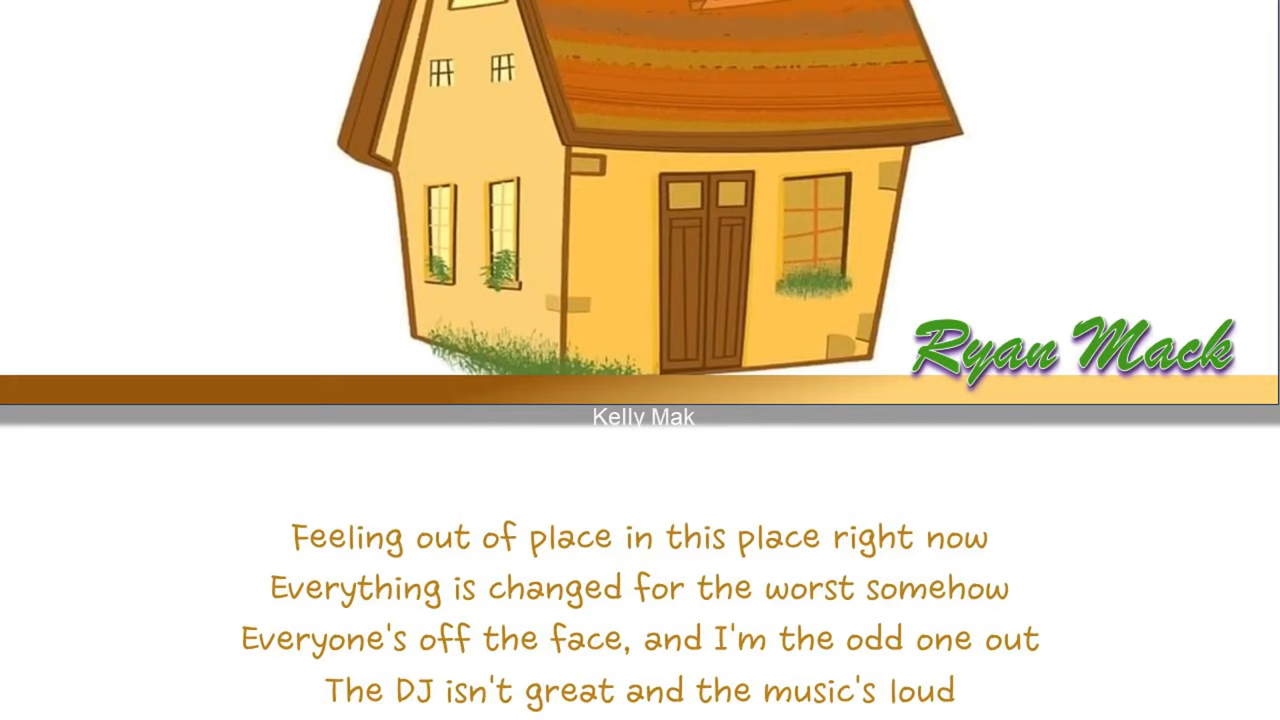 Ryan Mack
Kelly Mak
Feeling out of place in this place right now
Everything is changed for the worst somehow
Everyone's off the face, and I'm the odd one out
The DJ isn't great and the music's loud